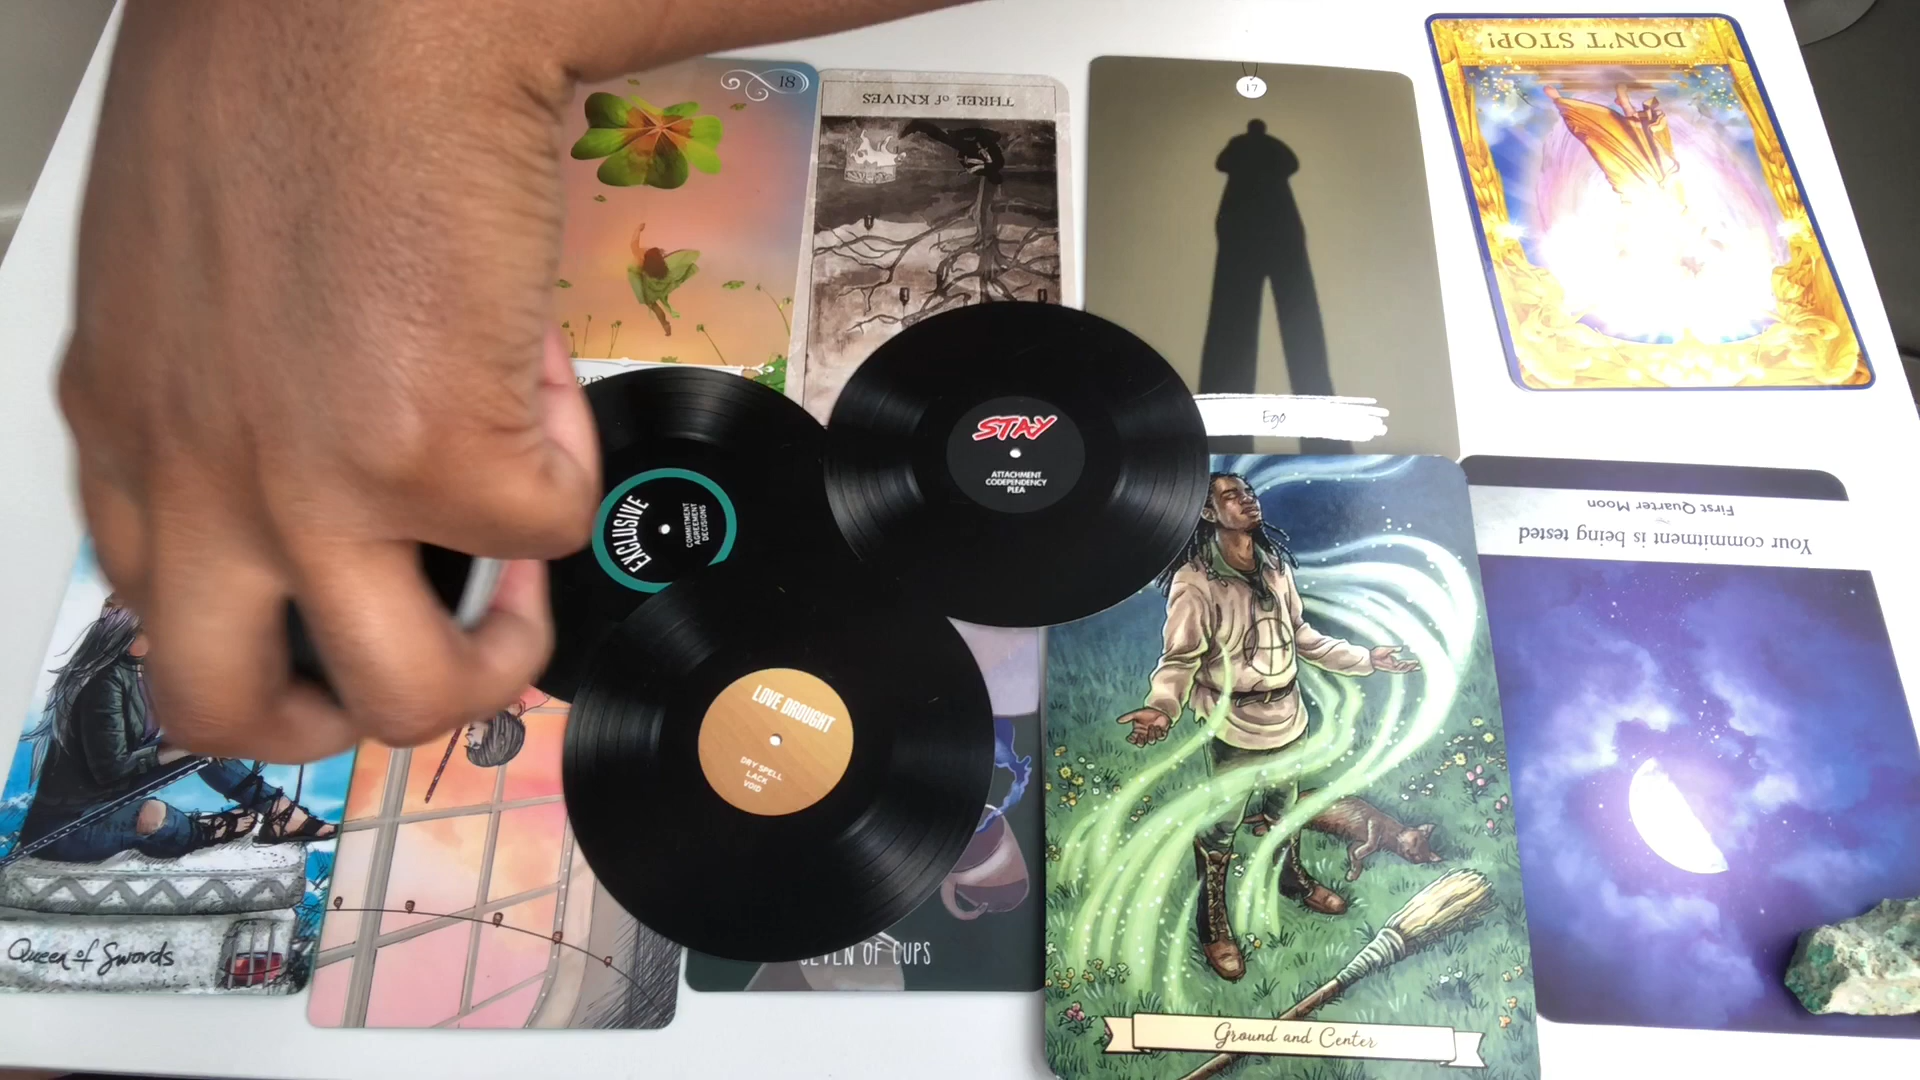 18
THREE of KNIVES
17
DON'T STOP!
Ego
STAY
ATTACHMENT
CODEPENDENCY
PLEA
EXCLUSIVE
COMMITMENT
AGREEMENT
DECISIONS
First Quarter Moon
Your commitment is being tested
LOVE DROUGHT
DRY SPELL
LACK
VOID
Queen of Swords
OF CUPS
Ground and Center